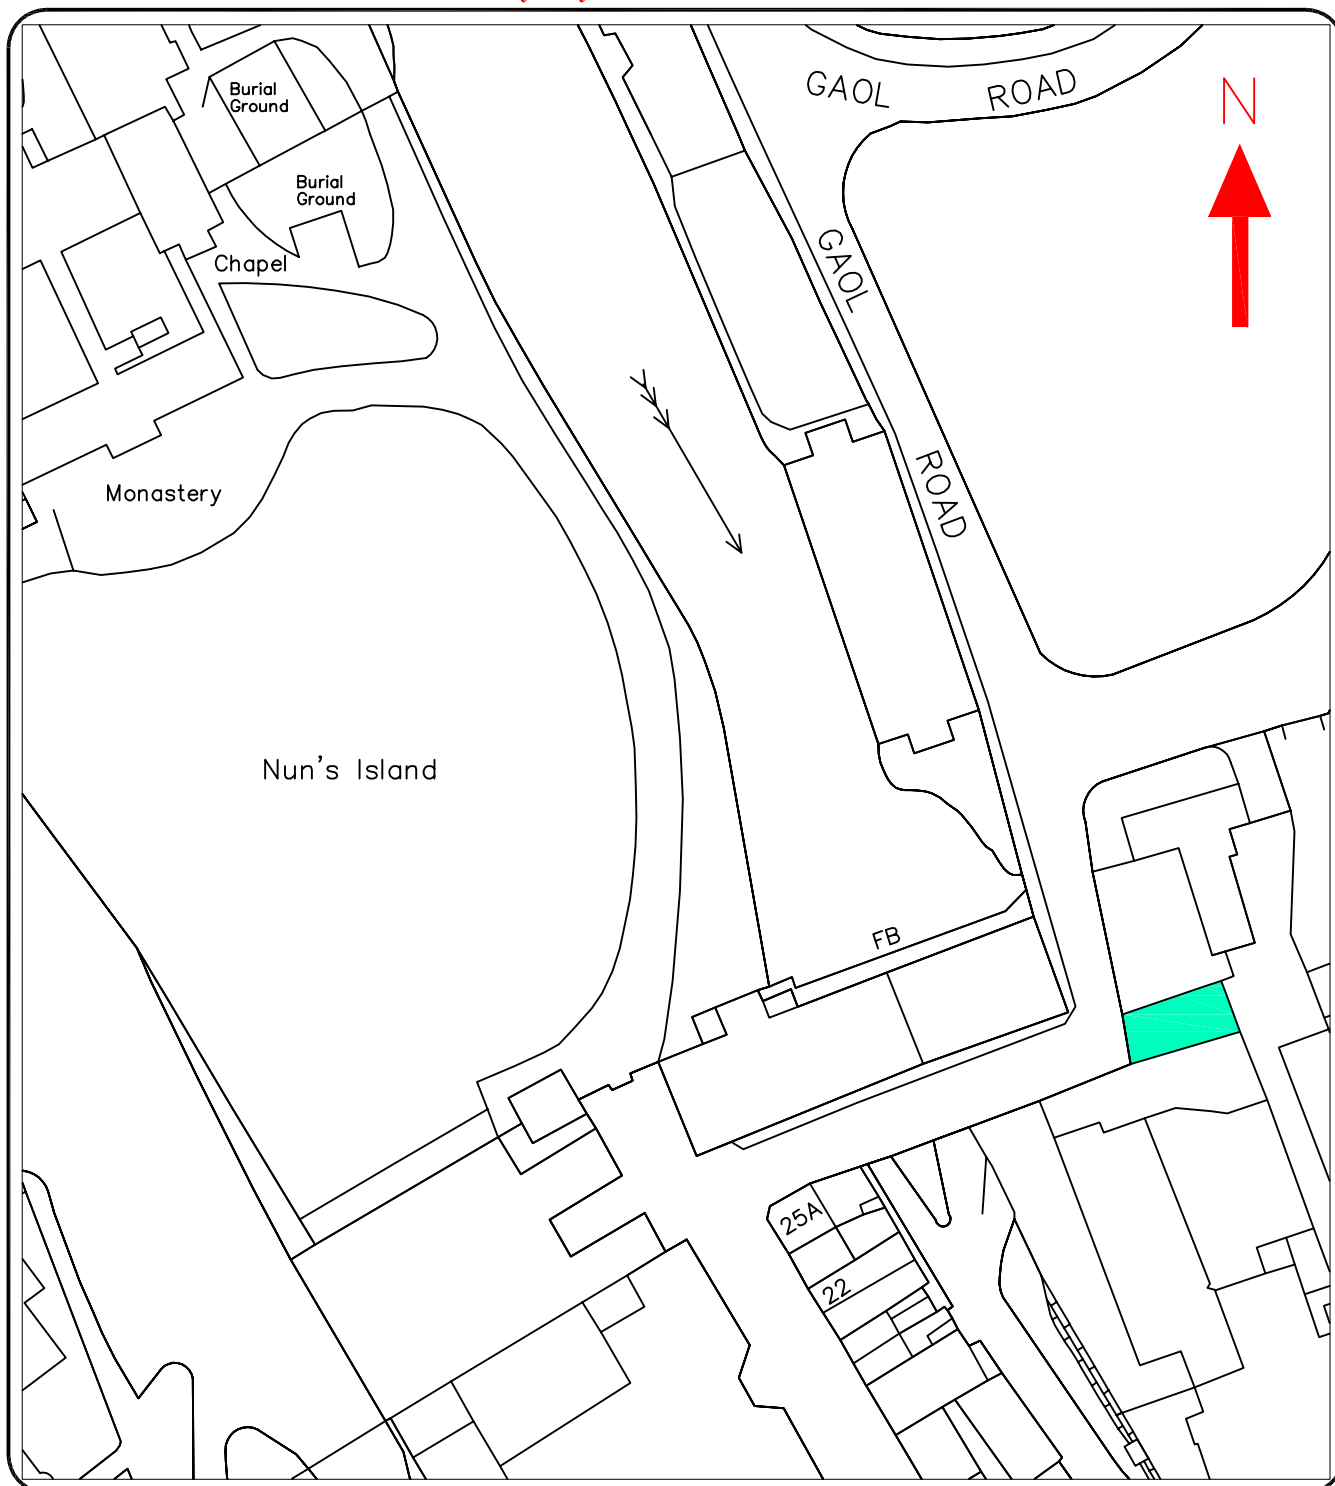 GAOL ROAD
N
Burial
Ground
Burial
Ground
Chapel
GAOL ROAD
Monastery
Nun's Island
FB
25A
22